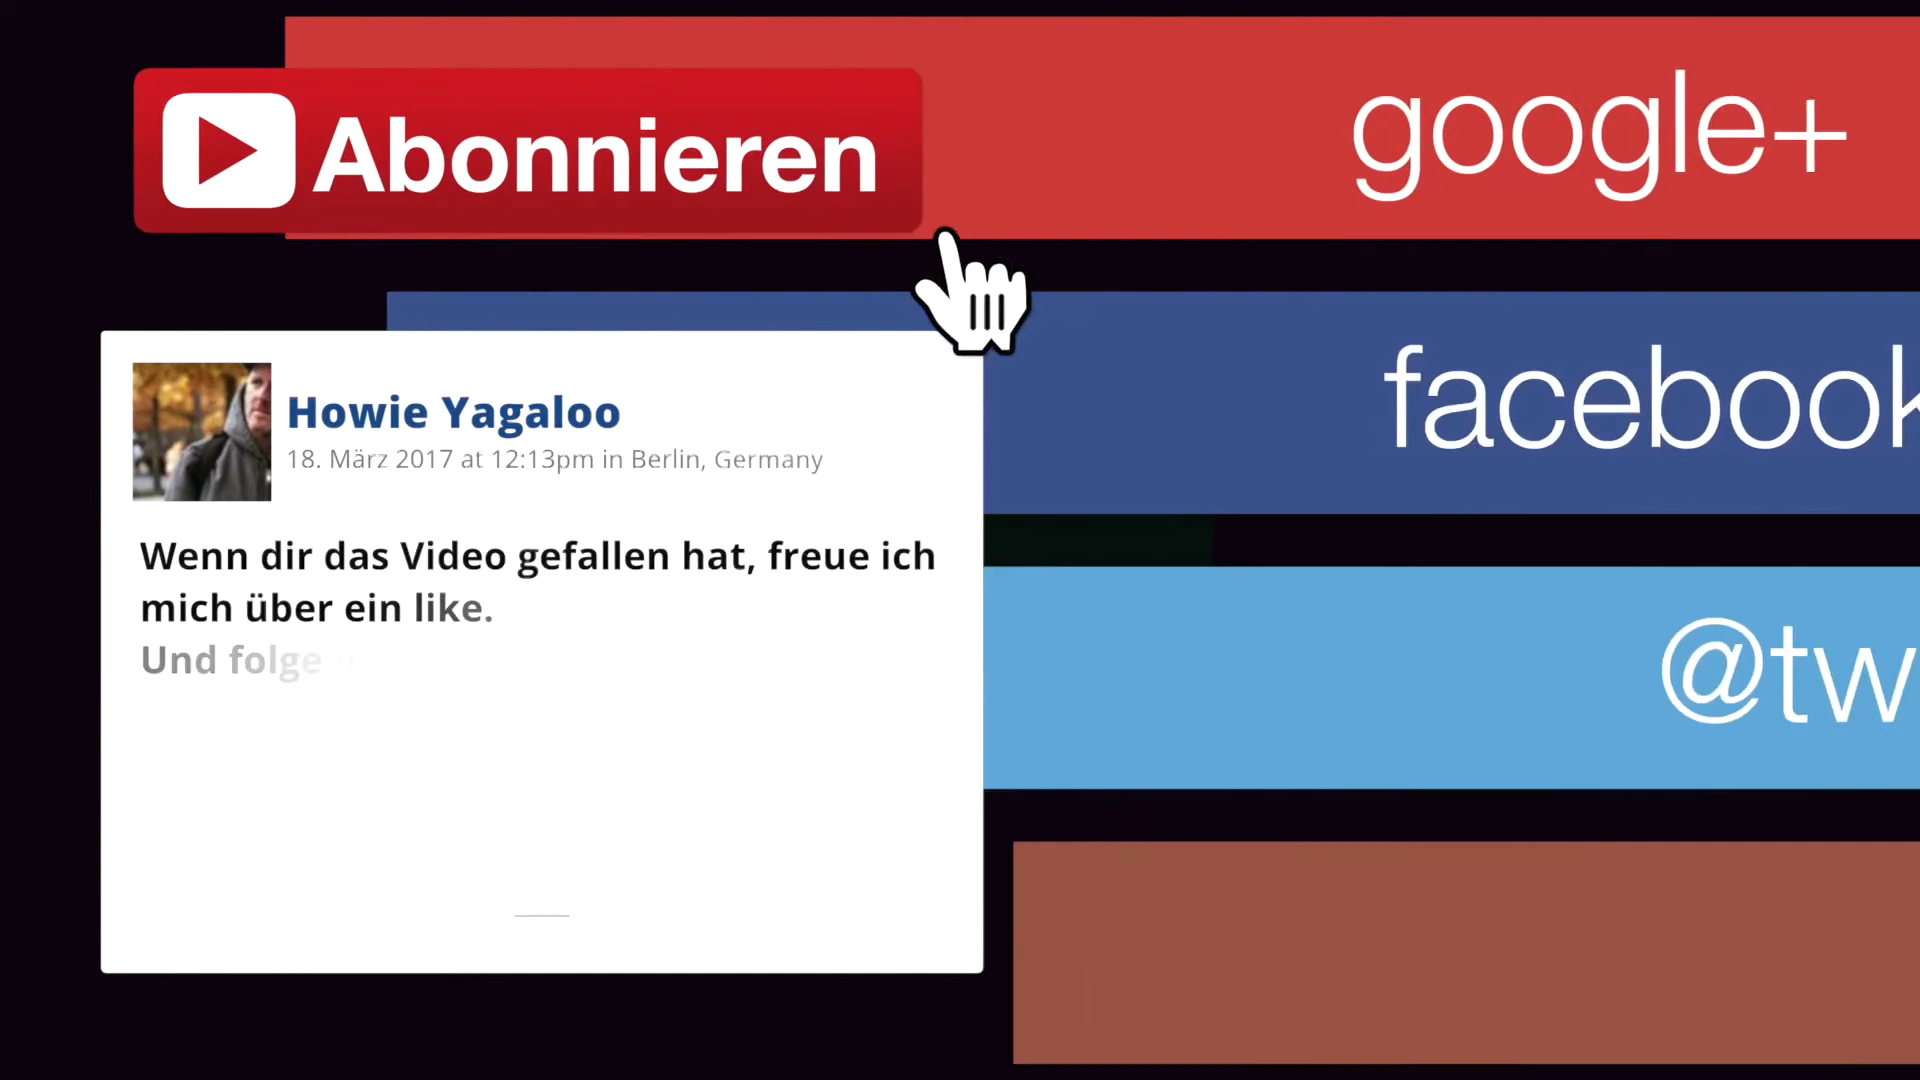 Abonnieren
google+
facebook
Howie Yagaloo
18. März 2017 at 12:13pm in Berlin, Germany
Wenn dir das Video gefallen hat, freue ich
mich über ein like.
Und folge
@tw